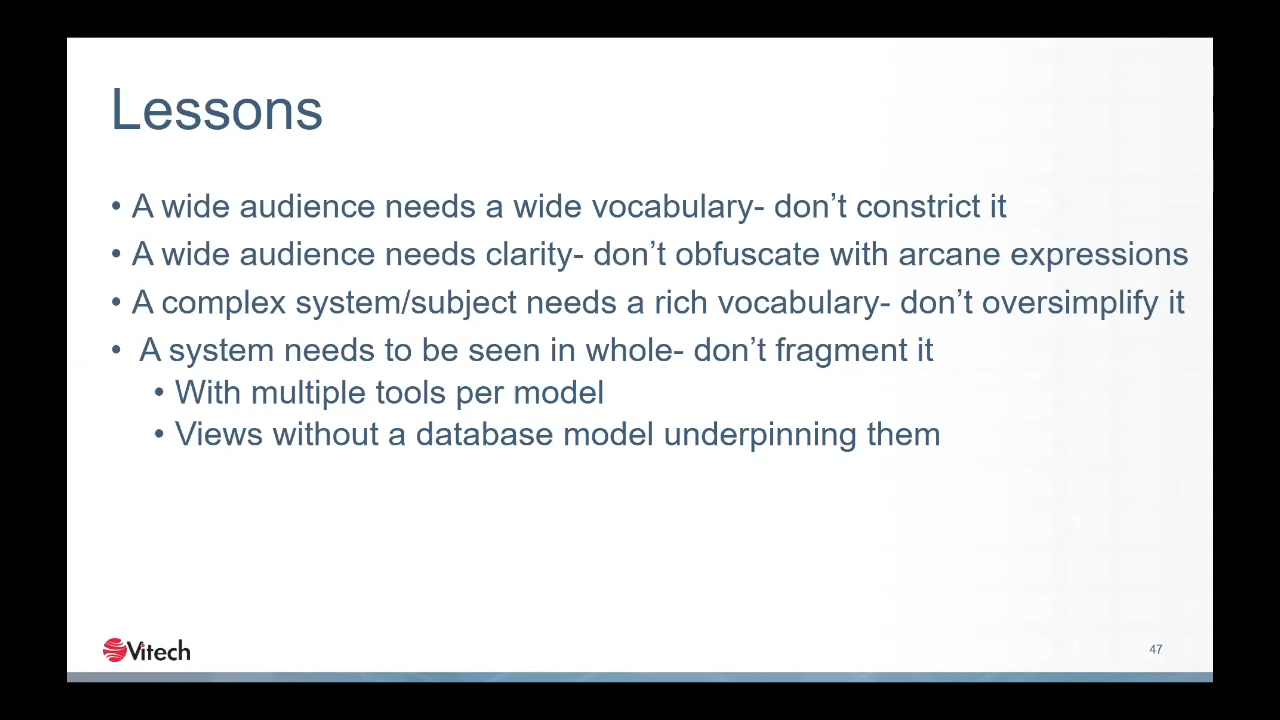 Lessons
• A wide audience needs a wide vocabulary- don’t constrict it
• A wide audience needs clarity- don’t obfuscate with arcane expressions
• A complex system/subject needs a rich vocabulary- don’t oversimplify it
• A system needs to be seen in whole- don’t fragment it
• With multiple tools per model
• Views without a database model underpinning them
Vitech
47